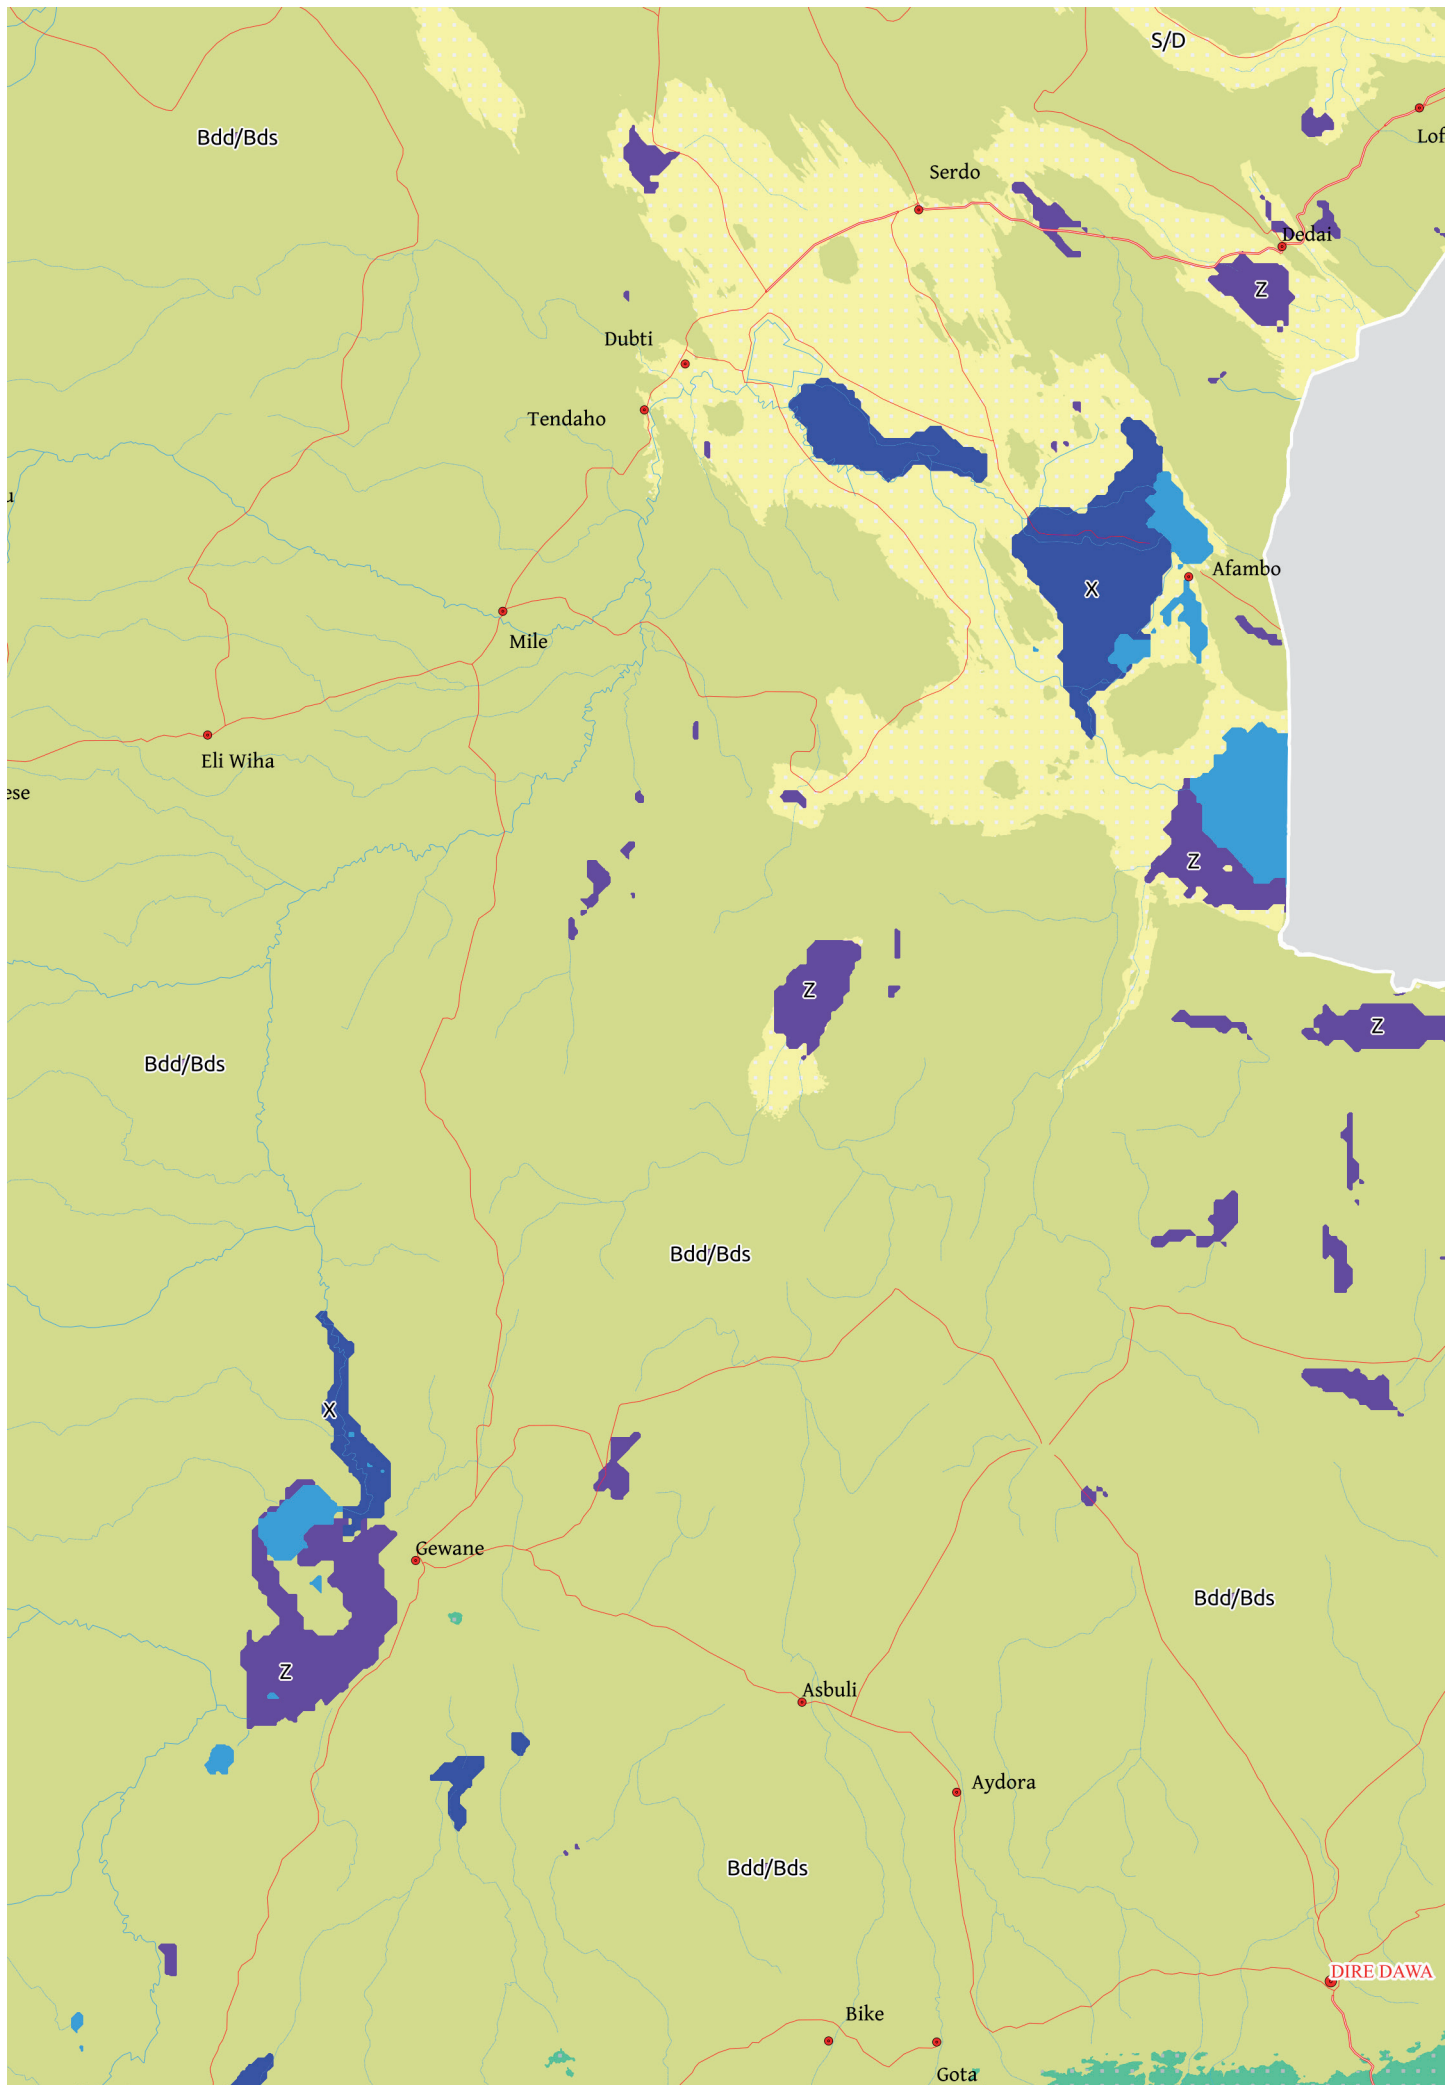 S/D
Bdd/Bds
Lof
Serdo
Dedai
Z
Dubti
Tendaho
u
Afambo
X
Mile
Eli Wiha
ese
Z
Z
Z
Bdd/Bds
Bdd/Bds
X
Gewane
Bdd/Bds
Z
Asbuli
Aydora
Bdd/Bds
DIRE DAWA
Bike
Gota